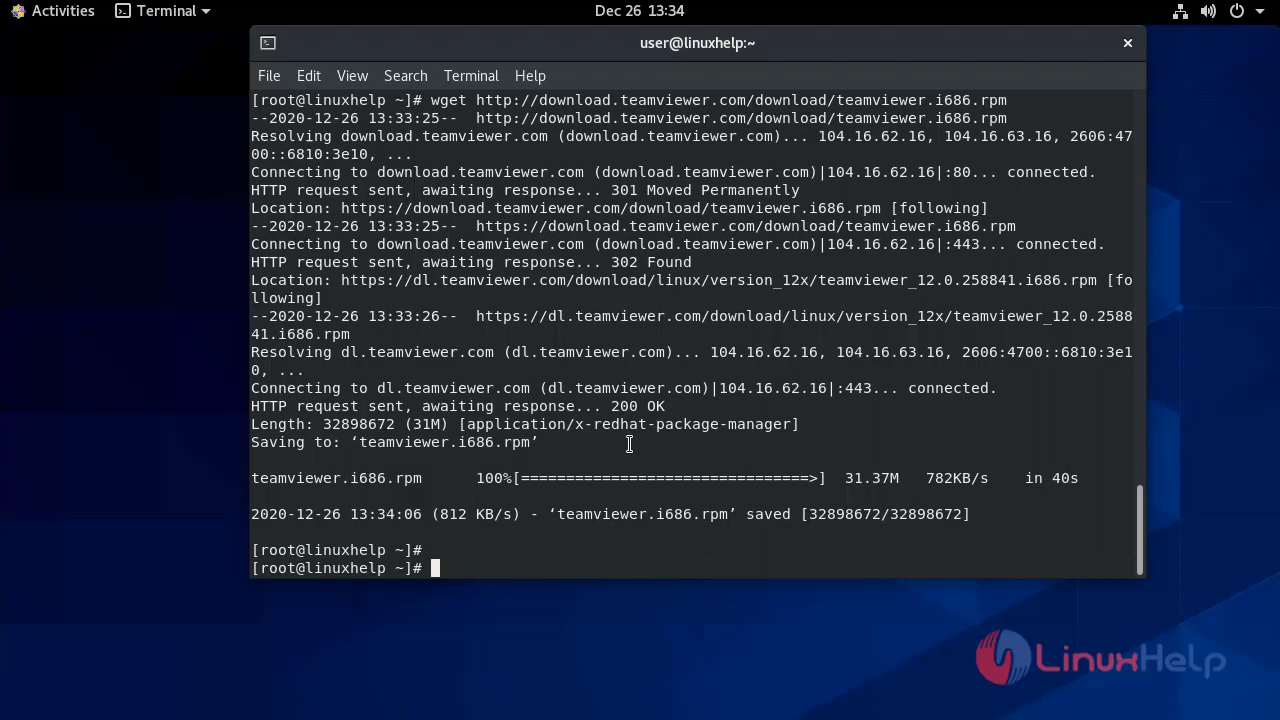 Activities Terminal Dec 26 13:34
user@linuxhelp:~
File Edit View Search Terminal Help
[root@linuxhelp ~]# wget http://download.teamviewer.com/download/teamviewer.i686.rpm
--2020-12-26 13:33:25-- http://download.teamviewer.com/download/teamviewer.i686.rpm
Resolving download.teamviewer.com (download.teamviewer.com)... 104.16.62.16, 104.16.63.16, 2606:47
00::6810:3e10, ...
Connecting to download.teamviewer.com (download.teamviewer.com)|104.16.62.16|:80... connected.
HTTP request sent, awaiting response... 301 Moved Permanently
Location: https://download.teamviewer.com/download/teamviewer.i686.rpm [following]
--2020-12-26 13:33:25-- https://download.teamviewer.com/download/teamviewer.i686.rpm
Connecting to download.teamviewer.com (download.teamviewer.com)|104.16.62.16|:443... connected.
HTTP request sent, awaiting response... 302 Found
Location: https://dl.teamviewer.com/download/linux/version_12x/teamviewer_12.0.258841.i686.rpm [fo
llowing]
--2020-12-26 13:33:26-- https://dl.teamviewer.com/download/linux/version_12x/teamviewer_12.0.2588
41.i686.rpm
Resolving dl.teamviewer.com (dl.teamviewer.com)... 104.16.62.16, 104.16.63.16, 2606:4700::6810:3e1
0, ...
Connecting to dl.teamviewer.com (dl.teamviewer.com)|104.16.62.16|:443... connected.
HTTP request sent, awaiting response... 200 OK
Length: 32898672 (31M) [application/x-redhat-package-manager]
Saving to: ‘teamviewer.i686.rpm’
teamviewer.i686.rpm 100%[================================>] 31.37M 782KB/s in 40s
2020-12-26 13:34:06 (812 KB/s) - ‘teamviewer.i686.rpm’ saved [32898672/32898672]
[root@linuxhelp ~]#
[root@linuxhelp ~]#
LinuxHelp